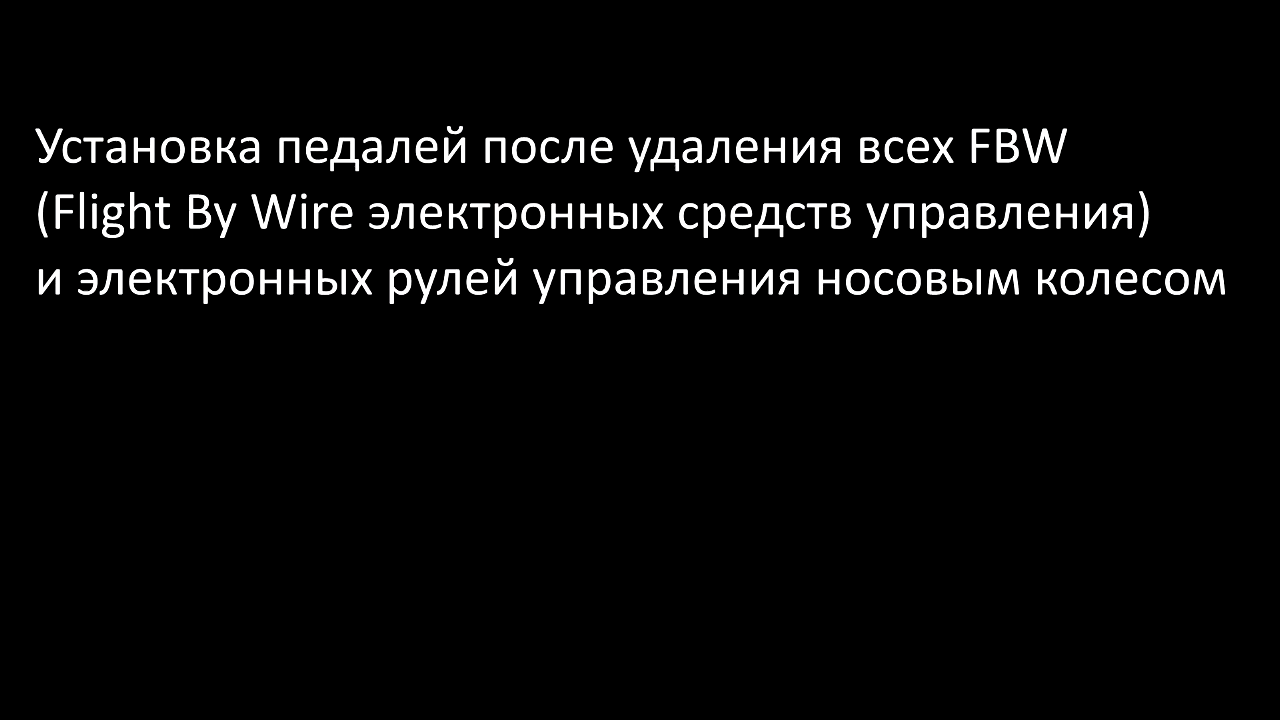 Установка педалей после удаления всех FBW
(Flight By Wire электронных средств управления)
и электронных рулей управления носовым колесом